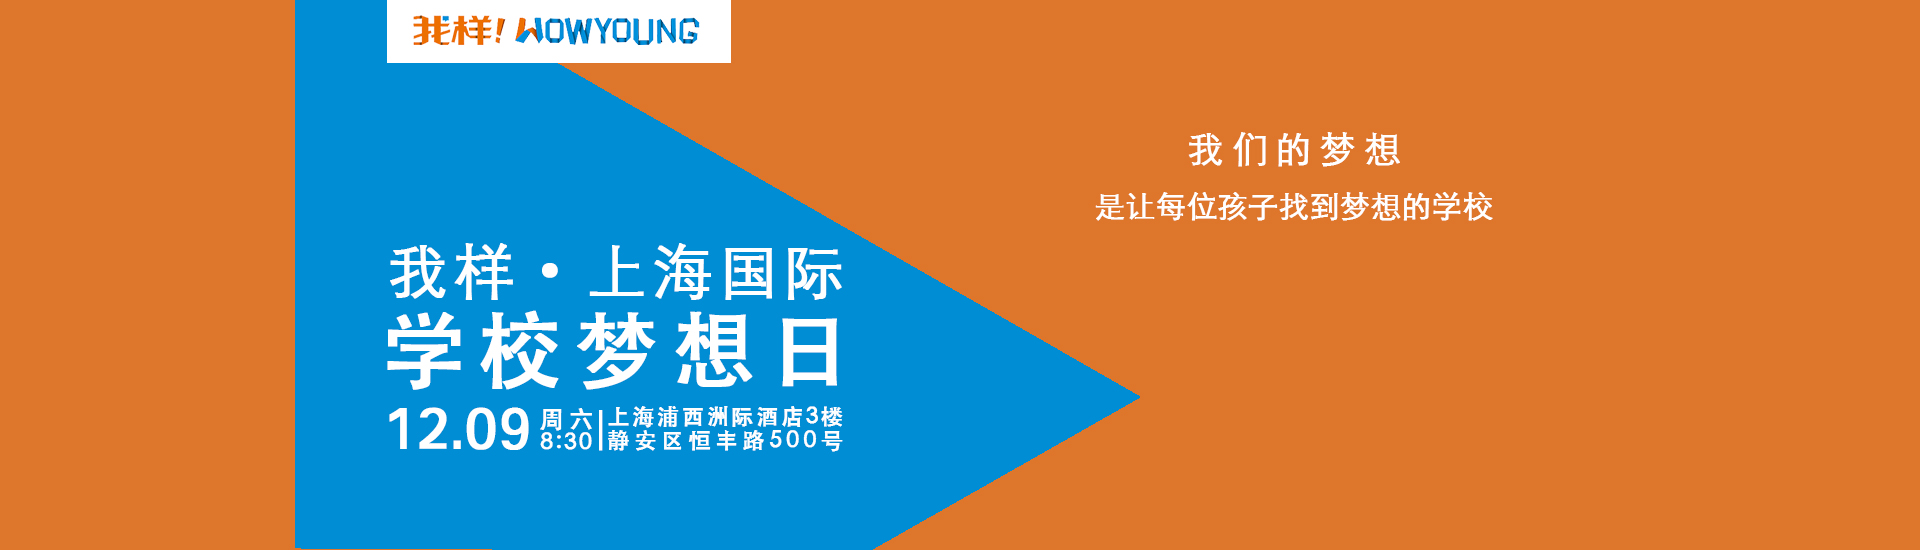 我样! WOWYOUNG
我们的梦想
是让每位孩子找到梦想的学校
我样·上海国际
学校梦想日
12.09 周六 8:30
上海浦西洲际酒店3楼
静安区恒丰路500号